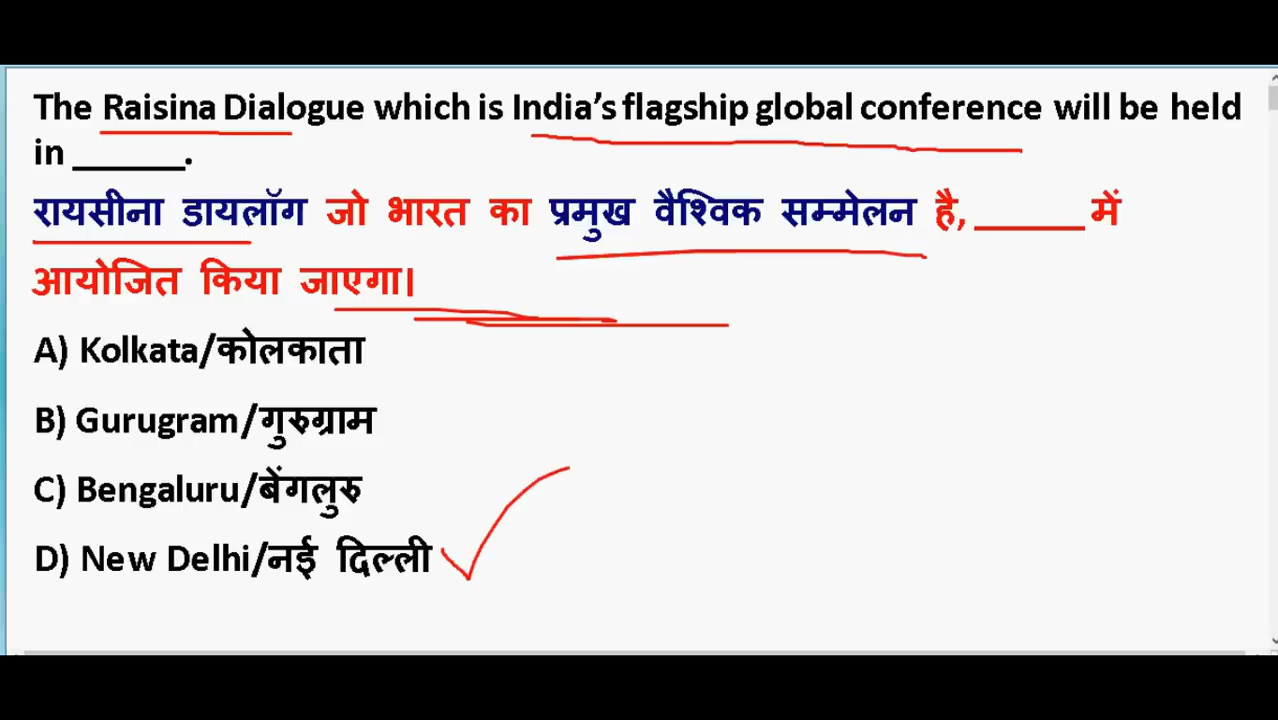 The Raisina Dialogue which is India’s flagship global conference will be held
in ______.
रायसीना डायलॉग जो भारत का प्रमुख वैश्विक सम्मेलन है, ______ में
आयोजित किया जाएगा।
A) Kolkata/कोलकाता
B) Gurugram/गुरुग्राम
C) Bengaluru/बेंगलुरु
D) New Delhi/नई दिल्ली